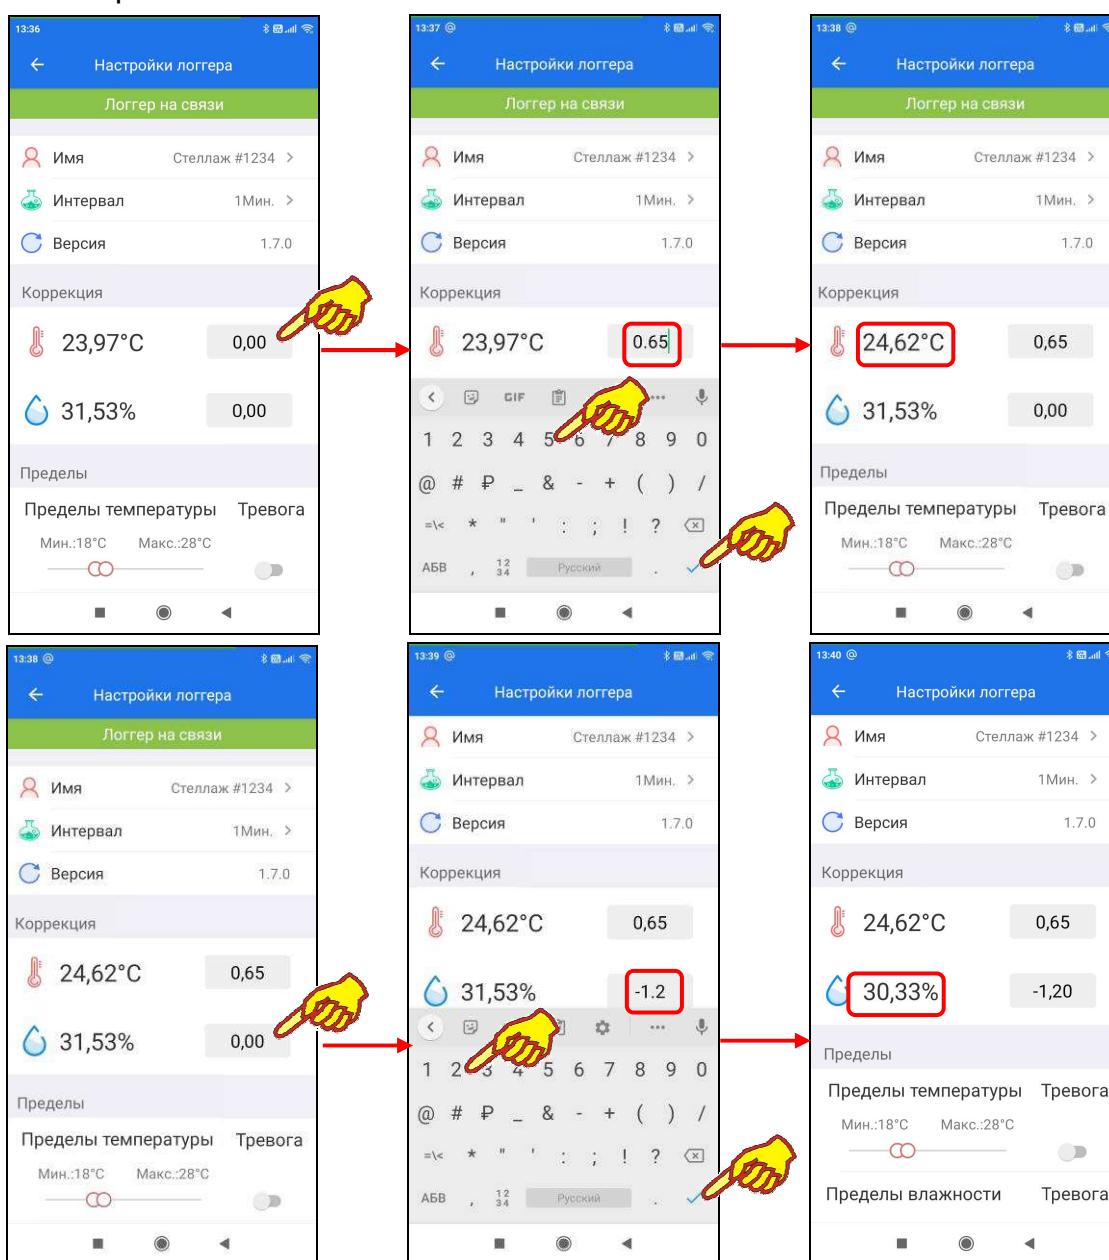 13:36
Настройки логгера
Логгер на связи
Имя Стеллаж #1234 >
Интервал 1Мин. >
Версия 1.7.0
Коррекция
23,97°C 0,00
31,53% 0,00
Пределы
Пределы температуры Тревога
Мин.:18°C Макс.:28°C
13:37 @
Настройки логгера
Логгер на связи
Имя Стеллаж #1234 >
Интервал 1Мин. >
Версия 1.7.0
Коррекция
23,97°C 0.65
GIF
1 2 3 4 5 6 7 8 9 0
@ # ₽ _ & - + ( ) /
=\< * " ' : ; ! ?
АБВ , 1234 Русский .
13:38 @
Настройки логгера
Логгер на связи
Имя Стеллаж #1234 >
Интервал 1Мин. >
Версия 1.7.0
Коррекция
24,62°C 0,65
31,53% 0,00
Пределы
Пределы температуры Тревога
Мин.:18°C Макс.:28°C
13:38 @
Настройки логгера
Логгер на связи
Имя Стеллаж #1234 >
Интервал 1Мин. >
Версия 1.7.0
Коррекция
24,62°C 0,65
31,53% 0,00
Пределы
Пределы температуры Тревога
Мин.:18°C Макс.:28°C
13:39 @
Настройки логгера
Имя Стеллаж #1234 >
Интервал 1Мин. >
Версия 1.7.0
Коррекция
24,62°C 0,65
31,53% -1.2
1 2 3 4 5 6 7 8 9 0
@ # ₽ _ & - + ( ) /
=\< * " ' : ; ! ?
АБВ , 1234 Русский .
13:40 @
Настройки логгера
Имя Стеллаж #1234 >
Интервал 1Мин. >
Версия 1.7.0
Коррекция
24,62°C 0,65
30,33% -1,20
Пределы
Пределы температуры Тревога
Мин.:18°C Макс.:28°C
Пределы влажности Тревога